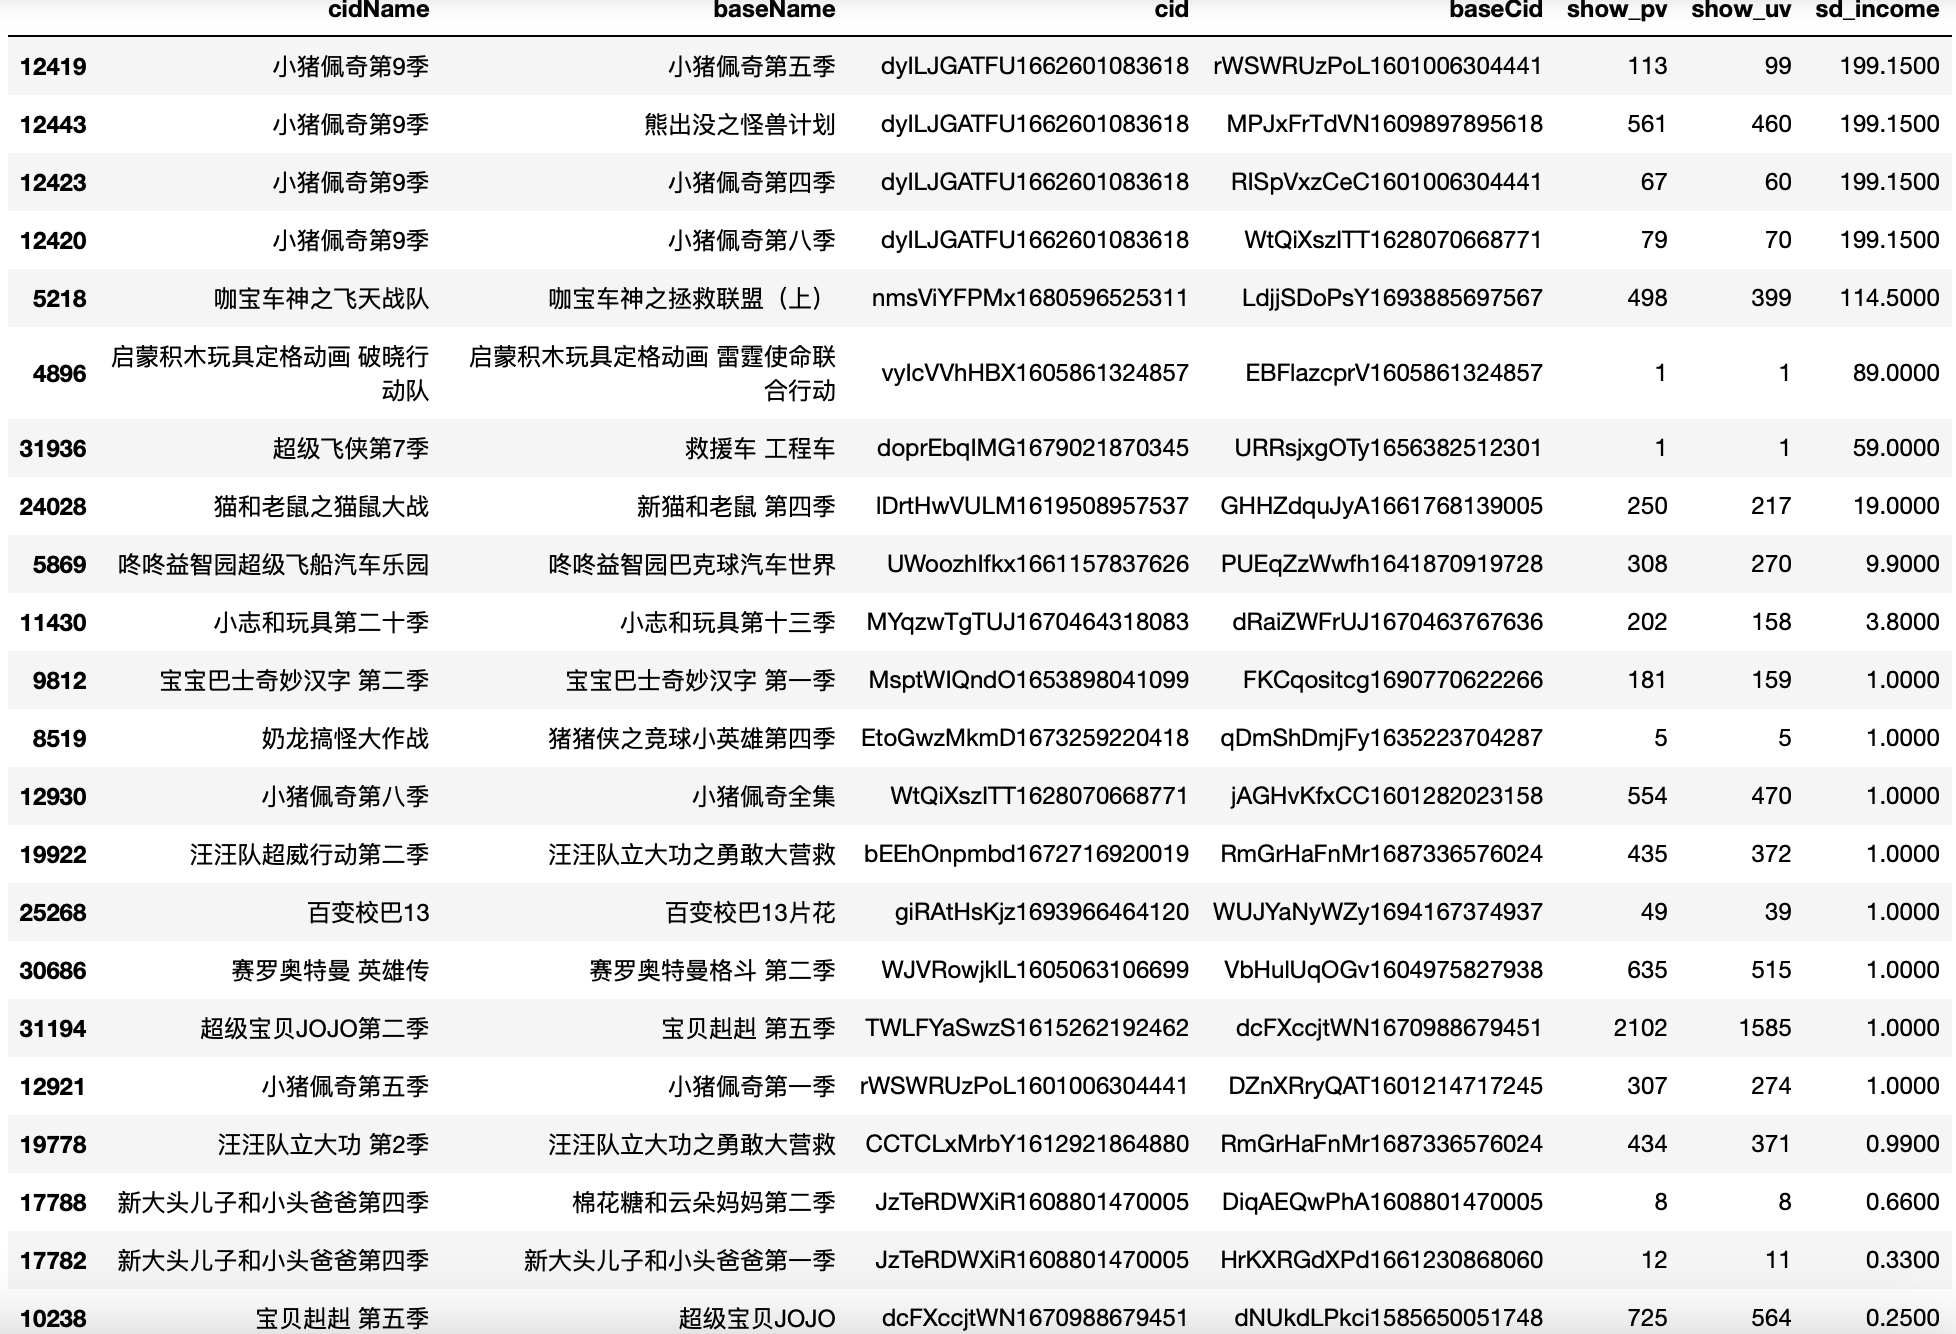 cidName baseName cid baseCid show_pv show_uv sd_income
12419 小猪佩奇第9季 小猪佩奇第五季 dylLJGATFU1662601083618 rWSWRUzPoL1601006304441 113 99 199.1500
12443 小猪佩奇第9季 熊出没之怪兽计划 dylLJGATFU1662601083618 MPJxFrTdVN1609897895618 561 460 199.1500
12423 小猪佩奇第9季 小猪佩奇第四季 dylLJGATFU1662601083618 RISpVxzCeC1601006304441 67 60 199.1500
12420 小猪佩奇第9季 小猪佩奇第八季 dylLJGATFU1662601083618 WtQiXszITT1628070668771 79 70 199.1500
5218 咖宝车神之飞天战队 咖宝车神之拯救联盟（上） nmsViYFPMx1680596525311 LdjjSDoPsY1693885697567 498 399 114.5000
4896 启蒙积木玩具定格动画 破晓行动队 启蒙积木玩具定格动画 雷霆使命联合行动 vyIcVVhHBX1605861324857 EBFlazcprV1605861324857 1 1 89.0000
31936 超级飞侠第7季 救援车 工程车 doprEbqIMG1679021870345 URRsjxgOTy1656382512301 1 1 59.0000
24028 猫和老鼠之猫鼠大战 新猫和老鼠 第四季 lDrtHwVULM1619508957537 GHHZdquJyA1661768139005 250 217 19.0000
5869 咚咚益智园超级飞船汽车乐园 咚咚益智园巴克球汽车世界 UWoozhIfkx1661157837626 PUEqZzWwfh1641870919728 308 270 9.9000
11430 小志和玩具第二十季 小志和玩具第十三季 MYqzwTgTUJ1670464318083 dRaiZWFrUJ1670463767636 202 158 3.8000
9812 宝宝巴士奇妙汉字 第二季 宝宝巴士奇妙汉字 第一季 MsptWIQndO1653898041099 FKCqositcg1690770622266 181 159 1.0000
8519 奶龙搞怪大作战 猪猪侠之竞球小英雄第四季 EtoGwzMkmD1673259220418 qDmShDmjFy1635223704287 5 5 1.0000
12930 小猪佩奇第八季 小猪佩奇全集 WtQiXszITT1628070668771 jAGHvKfxCC1601282023158 554 470 1.0000
19922 汪汪队超威行动第二季 汪汪队立大功之勇敢大营救 bEEhOnpmbd1672716920019 RmGrHaFnMr1687336576024 435 372 1.0000
25268 百变校巴13 百变校巴13片花 giRAtHsKjz1693966464120 WUJYaNyWZy1694167374937 49 39 1.0000
30686 赛罗奥特曼 英雄传 赛罗奥特曼格斗 第二季 WJVRowjklL1605063106699 VbHulUqOGv1604975827938 635 515 1.0000
31194 超级宝贝JOJO第二季 宝贝赳赳 第五季 TWLFYaSwzS1615262192462 dcFXccjtWN1670988679451 2102 1585 1.0000
12921 小猪佩奇第五季 小猪佩奇第一季 rWSWRUzPoL1601006304441 DZnXRryQAT1601214717245 307 274 1.0000
19778 汪汪队立大功 第2季 汪汪队立大功之勇敢大营救 CCTCLxMrbY1612921864880 RmGrHaFnMr1687336576024 434 371 0.9900
17788 新大头儿子和小头爸爸第四季 棉花糖和云朵妈妈第二季 JzTeRDWXiR1608801470005 DiqAEQwPhA1608801470005 8 8 0.6600
17782 新大头儿子和小头爸爸第四季 新大头儿子和小头爸爸第一季 JzTeRDWXiR1608801470005 HrKXRGdXPd1661230868060 12 11 0.3300
10238 宝贝赳赳 第五季 超级宝贝JOJO dcFXccjtWN1670988679451 dNUkdLPkci1585650051748 725 564 0.2500